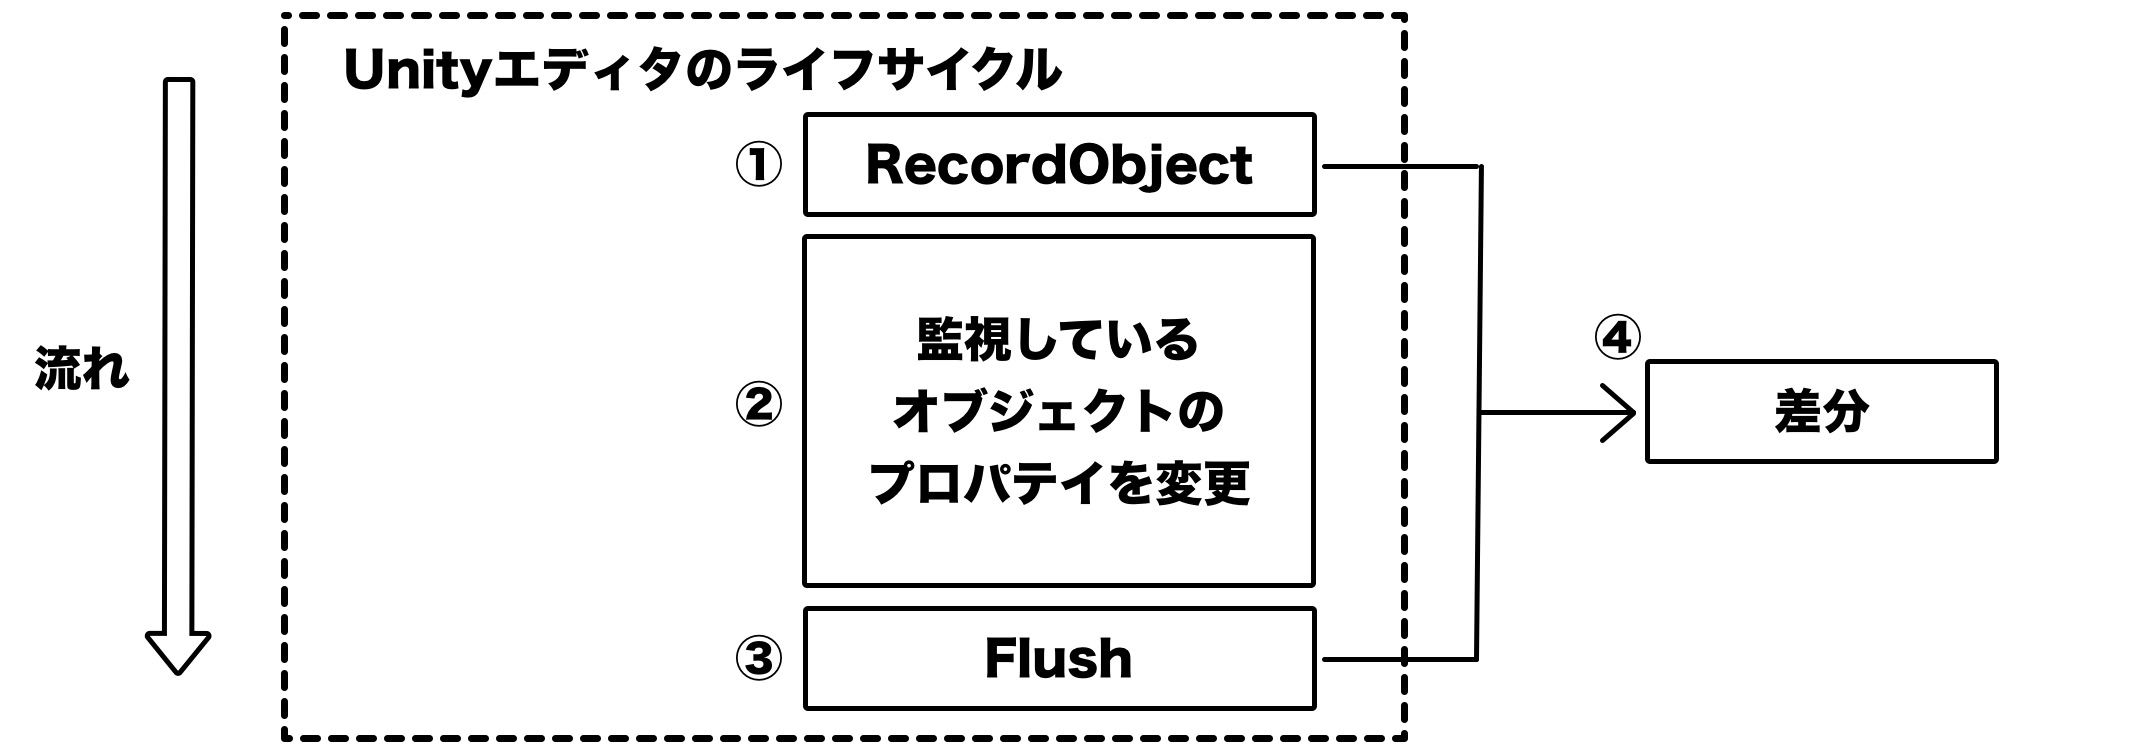 Unityエディタのライフサイクル
① RecordObject
② 監視している
オブジェクトの
プロパテイを変更
③ Flush
流れ
④
差分